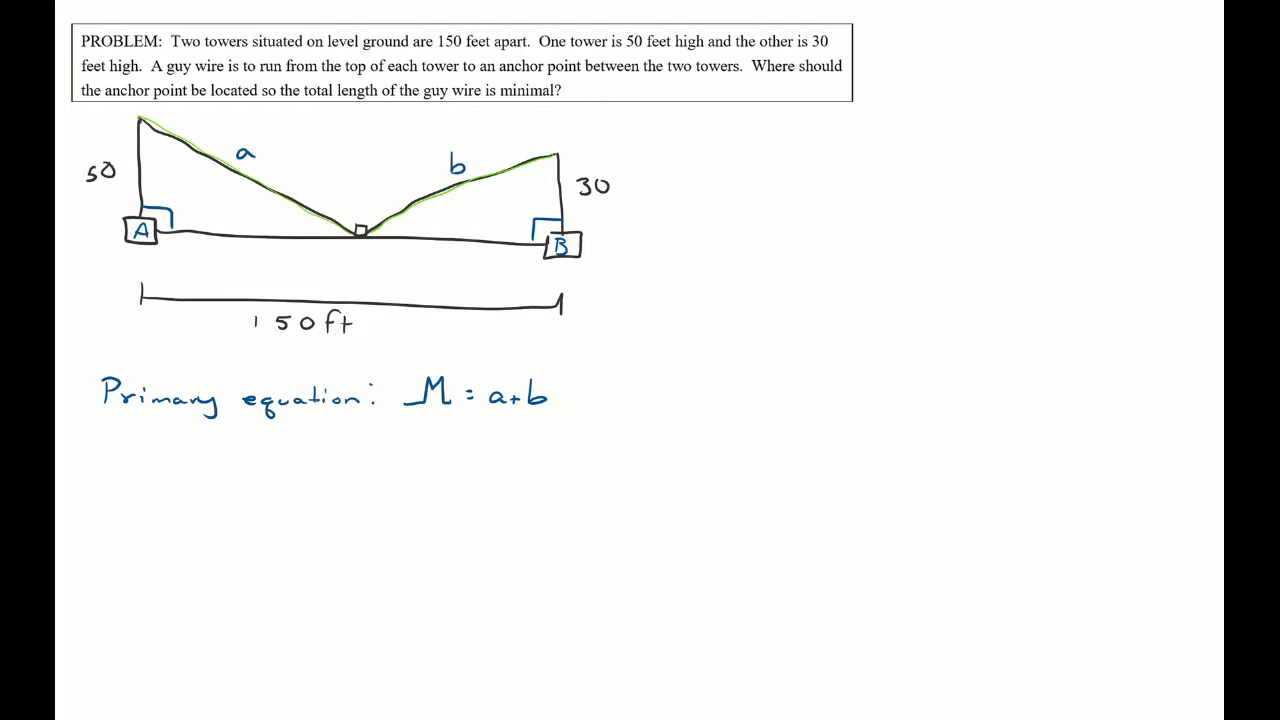 PROBLEM: Two towers situated on level ground are 150 feet apart. One tower is 50 feet high and the other is 30
feet high. A guy wire is to run from the top of each tower to an anchor point between the two towers. Where should
the anchor point be located so the total length of the guy wire is minimal?
a
b
50
30
A
B
150ft
Primary equation: M = a+b